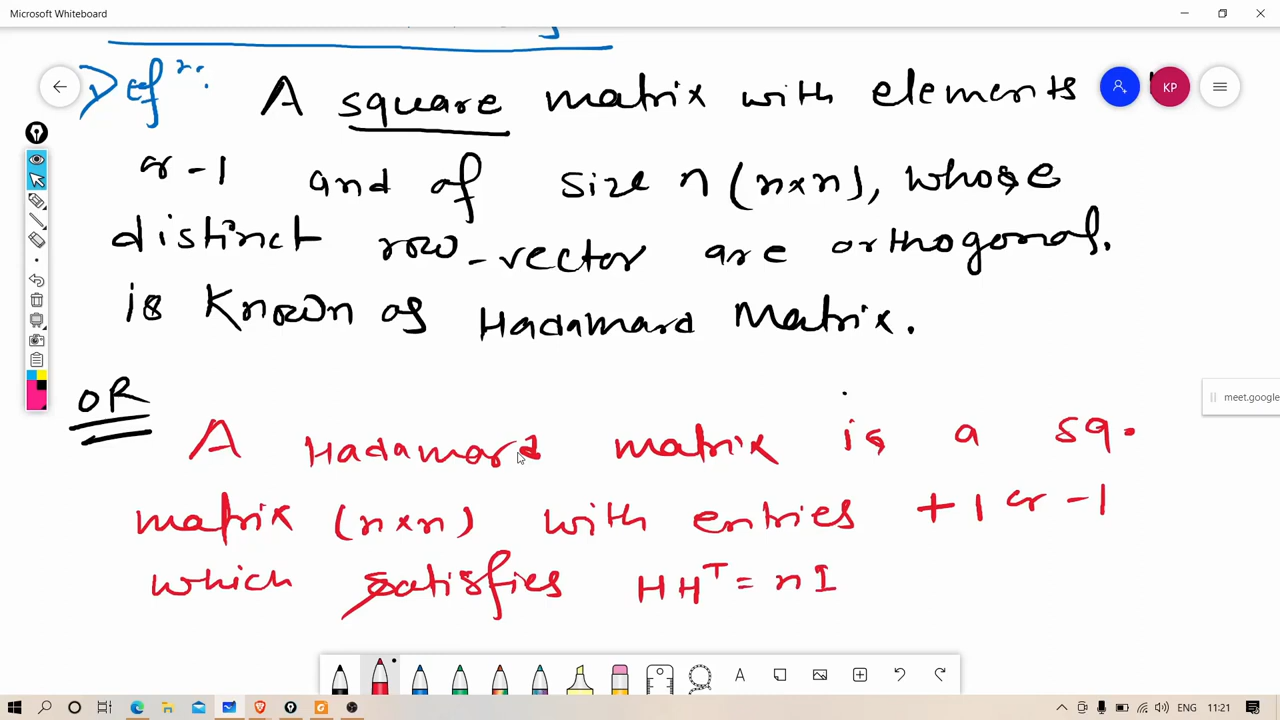 Microsoft Whiteboard
Defn:
A square matrix with elements
or -1 and of size n (n×n), whose
distinct row-vector are orthogonal.
is known as Hadamard Matrix.
OR
A Hadamard matrix is a sq.
matrix (n×n) with entries +1 or -1
which satisfies HHᵀ = nI
KP
meet.google
A
ENG
11:21